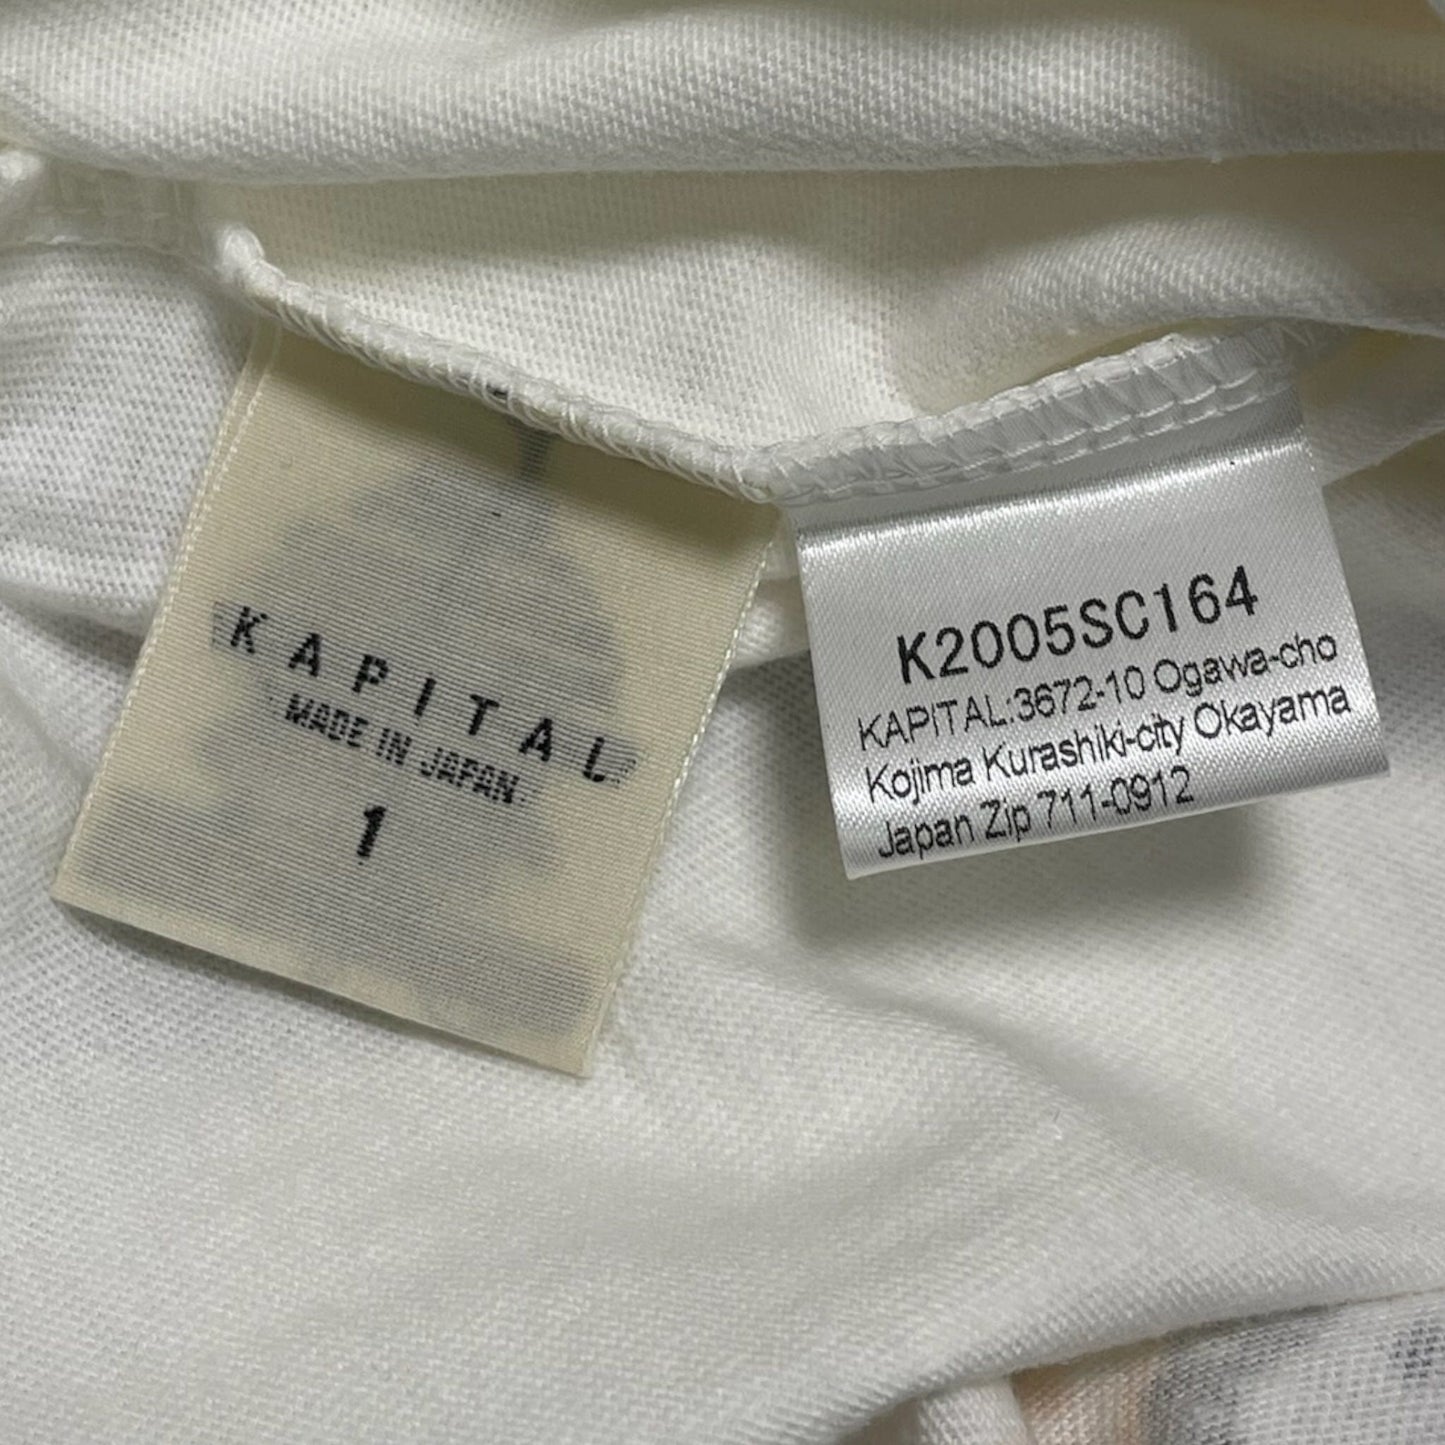 KAPITAL
MADE IN JAPAN
1
K2005SC164
KAPITAL:3672-10 Ogawa-cho
Kojima Kurashiki-city Okayama
Japan Zip 711-0912